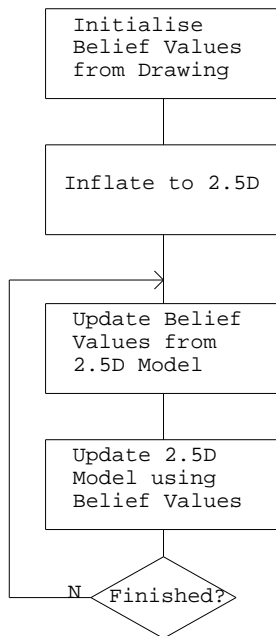 Initialise
Belief Values
from Drawing
Inflate to 2.5D
Update Belief
Values from
2.5D Model
Update 2.5D
Model using
Belief Values
N
Finished?